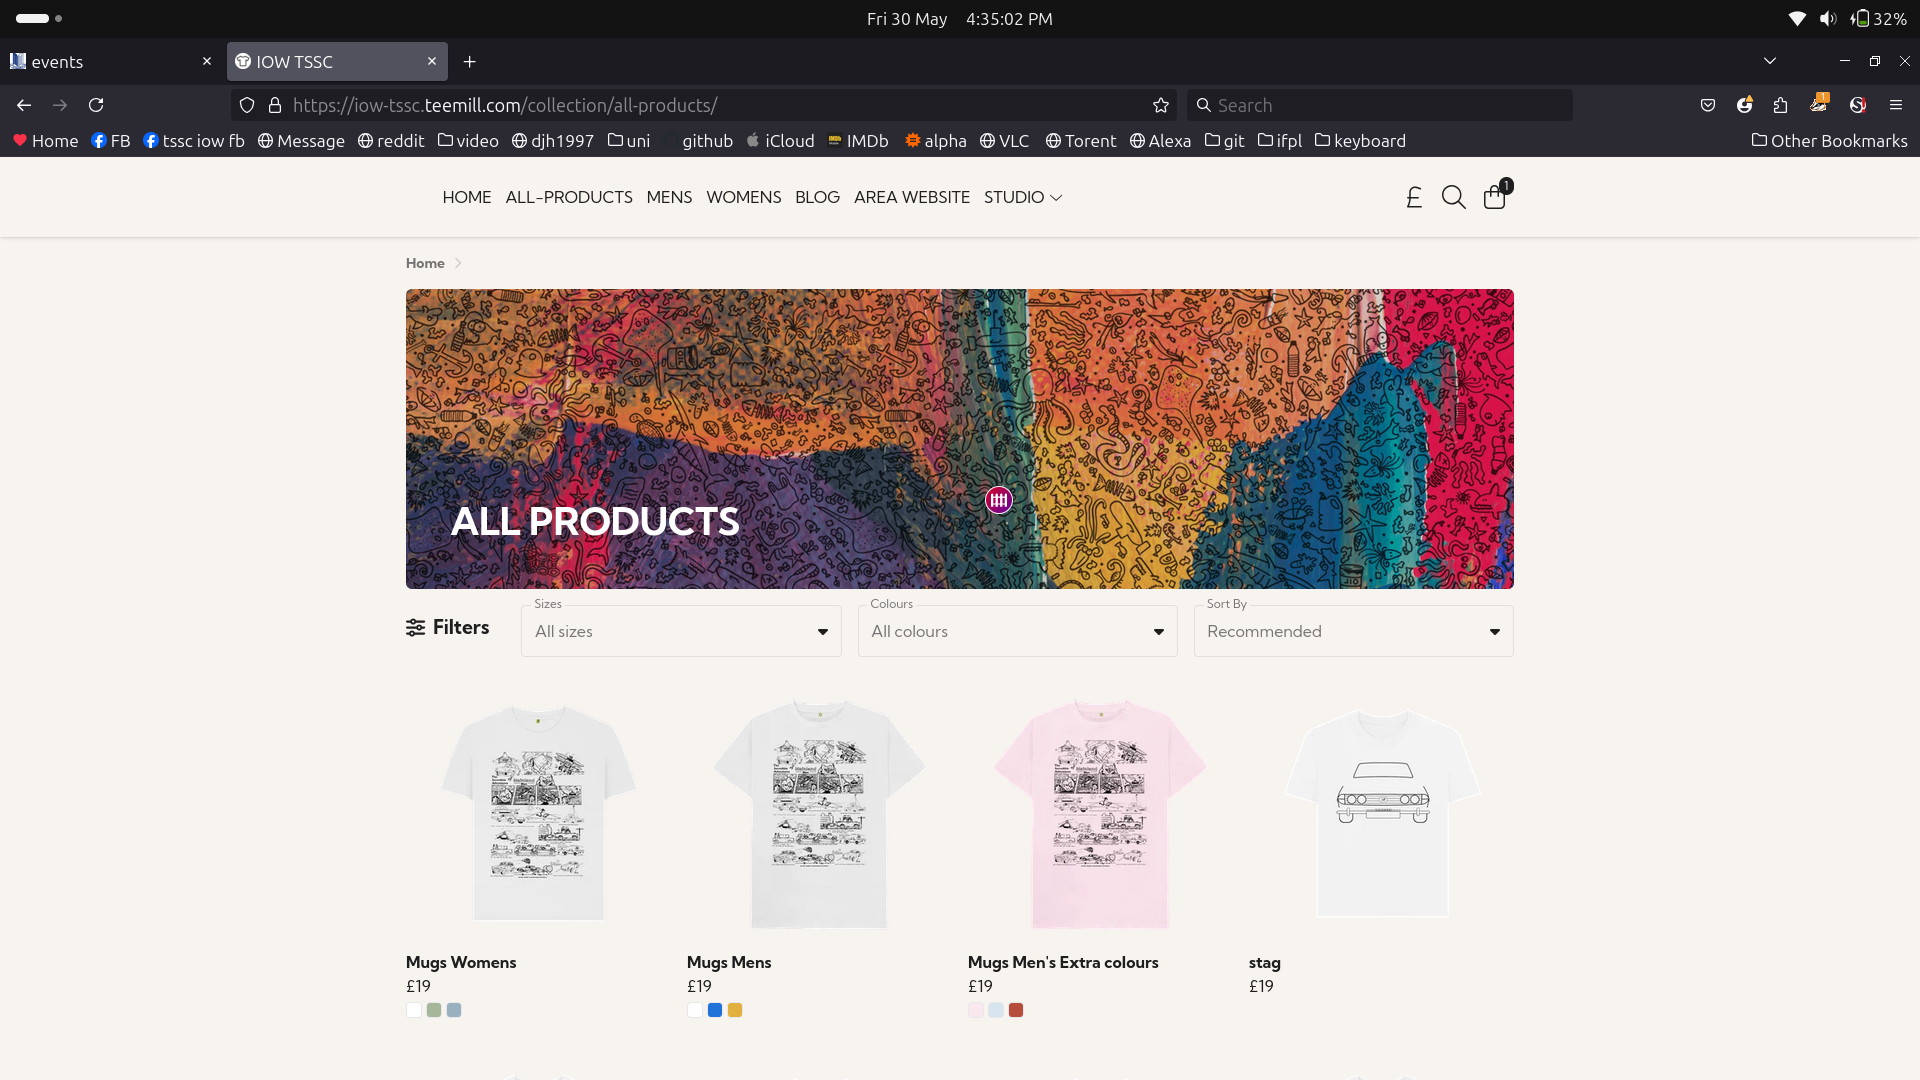 Fri 30 May 4:35:02 PM
32%
events
IOW TSSC
https://iow-tssc.teemill.com/collection/all-products/
Search
1
Home FB tssc iow fb Message reddit video djh1997 uni github iCloud IMDb alpha VLC Torent Alexa git ifpl keyboard Other Bookmarks
HOME ALL-PRODUCTS MENS WOMENS BLOG AREA WEBSITE STUDIO £ 1
Home
ALL PRODUCTS
Filters
Sizes
All sizes
Colours
All colours
Sort By
Recommended
Mugs Womens
£19
Mugs Mens
£19
Mugs Men's Extra colours
£19
stag
£19